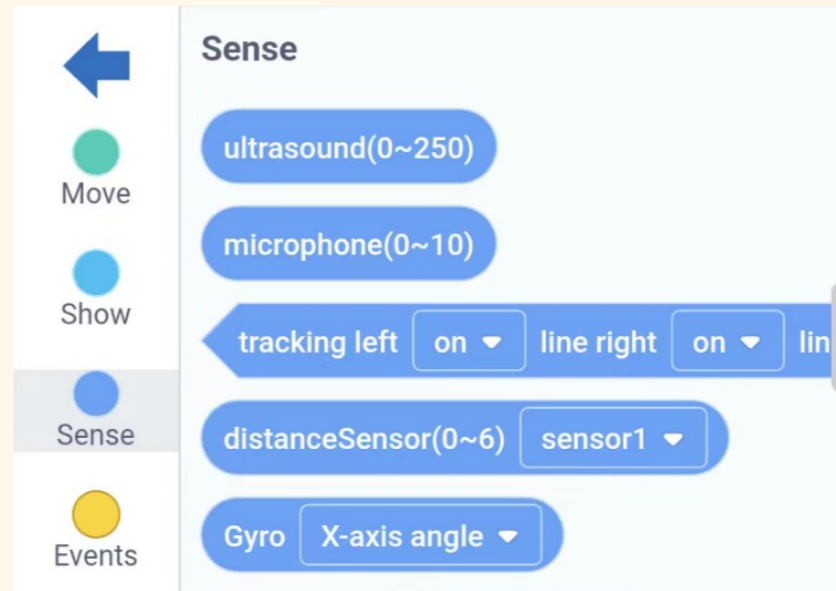 Sense
ultrasound(0~250)
Move
microphone(0~10)
Show
tracking left on line right on lin
Sense
distanceSensor(0~6) sensor1
Gyro X-axis angle
Events